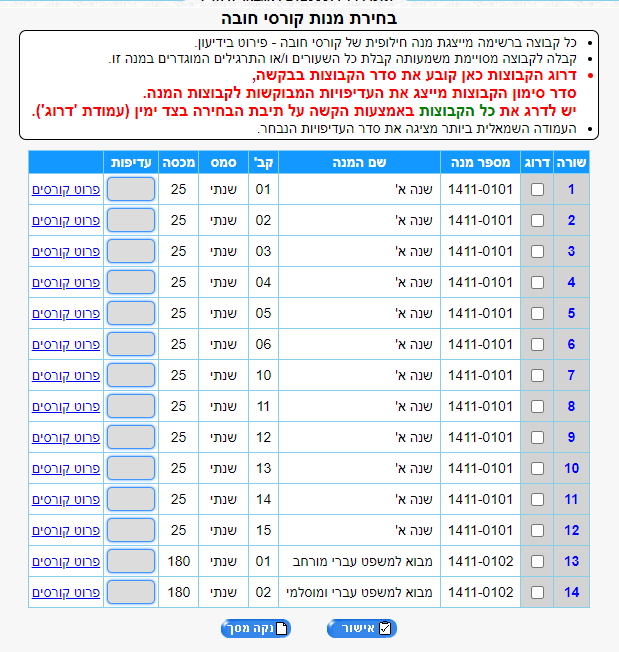 בחירת מנות קורסי חובה
כל קבוצה ברשימה מייצגת מנה חילופית של קורסי חובה - פירוט בידיעון.
קבלה לקבוצה מסויימת משמעותה קבלת כל השעורים ו/או התרגילים המוגדרים במנה זו.
דרוג הקבוצות כאן קובע את סדר הקבוצות בבקשה,
סדר סימון הקבוצות מייצג את העדיפויות המבוקשות לקבוצות המנה.
יש לדרג את כל הקבוצות באמצעות הקשה על תיבת הבחירה בצד ימין (עמודת 'דרוג').
העמודה השמאלית ביותר מציגה את סדר העדיפויות הנבחר.
שורה דרוג מספר מנה שם המנה קב' סמס מכסה עדיפות
1 1411-0101 שנה א' 01 שנתי 25 פרוט קורסים
2 1411-0101 שנה א' 02 שנתי 25 פרוט קורסים
3 1411-0101 שנה א' 03 שנתי 25 פרוט קורסים
4 1411-0101 שנה א' 04 שנתי 25 פרוט קורסים
5 1411-0101 שנה א' 05 שנתי 25 פרוט קורסים
6 1411-0101 שנה א' 06 שנתי 25 פרוט קורסים
7 1411-0101 שנה א' 10 שנתי 25 פרוט קורסים
8 1411-0101 שנה א' 11 שנתי 25 פרוט קורסים
9 1411-0101 שנה א' 12 שנתי 25 פרוט קורסים
10 1411-0101 שנה א' 13 שנתי 25 פרוט קורסים
11 1411-0101 שנה א' 14 שנתי 25 פרוט קורסים
12 1411-0101 שנה א' 15 שנתי 25 פרוט קורסים
13 1411-0102 מבוא למשפט עברי מורחב 01 שנתי 180 פרוט קורסים
14 1411-0102 מבוא למשפט עברי ומוסלמי 02 שנתי 180 פרוט קורסים
אישור נקה מסך